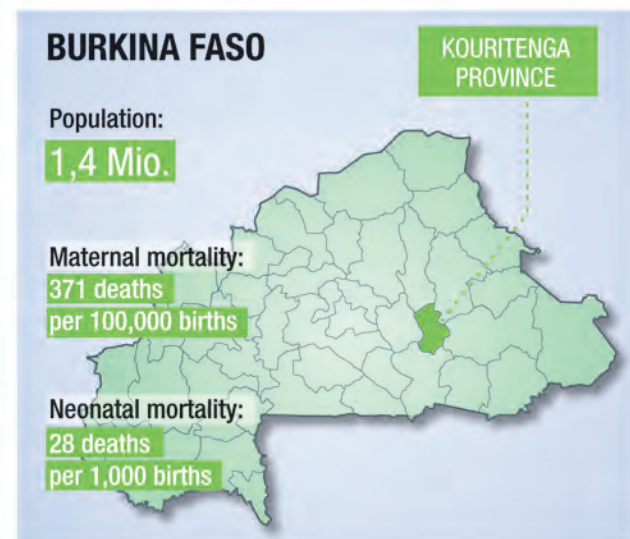 BURKINA FASO
KOURITENGA
PROVINCE
Population:
1,4 Mio.
Maternal mortality:
371 deaths
per 100,000 births
Neonatal mortality:
28 deaths
per 1,000 births